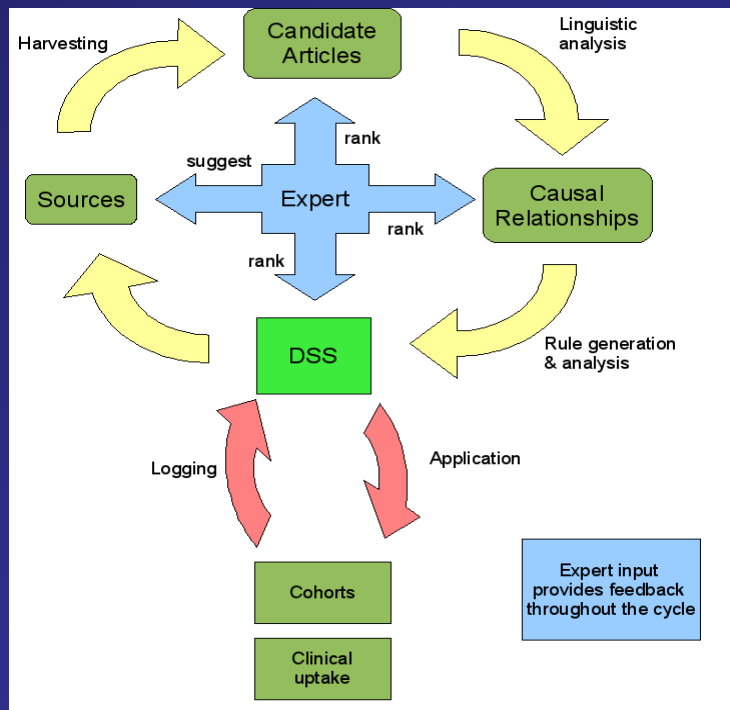 Harvesting
Candidate
Articles
Linguistic
analysis
rank
suggest
Sources
Expert
Causal
Relationships
rank
rank
DSS
Rule generation
& analysis
Logging
Application
Cohorts
Expert input
provides feedback
throughout the cycle
Clinical
uptake